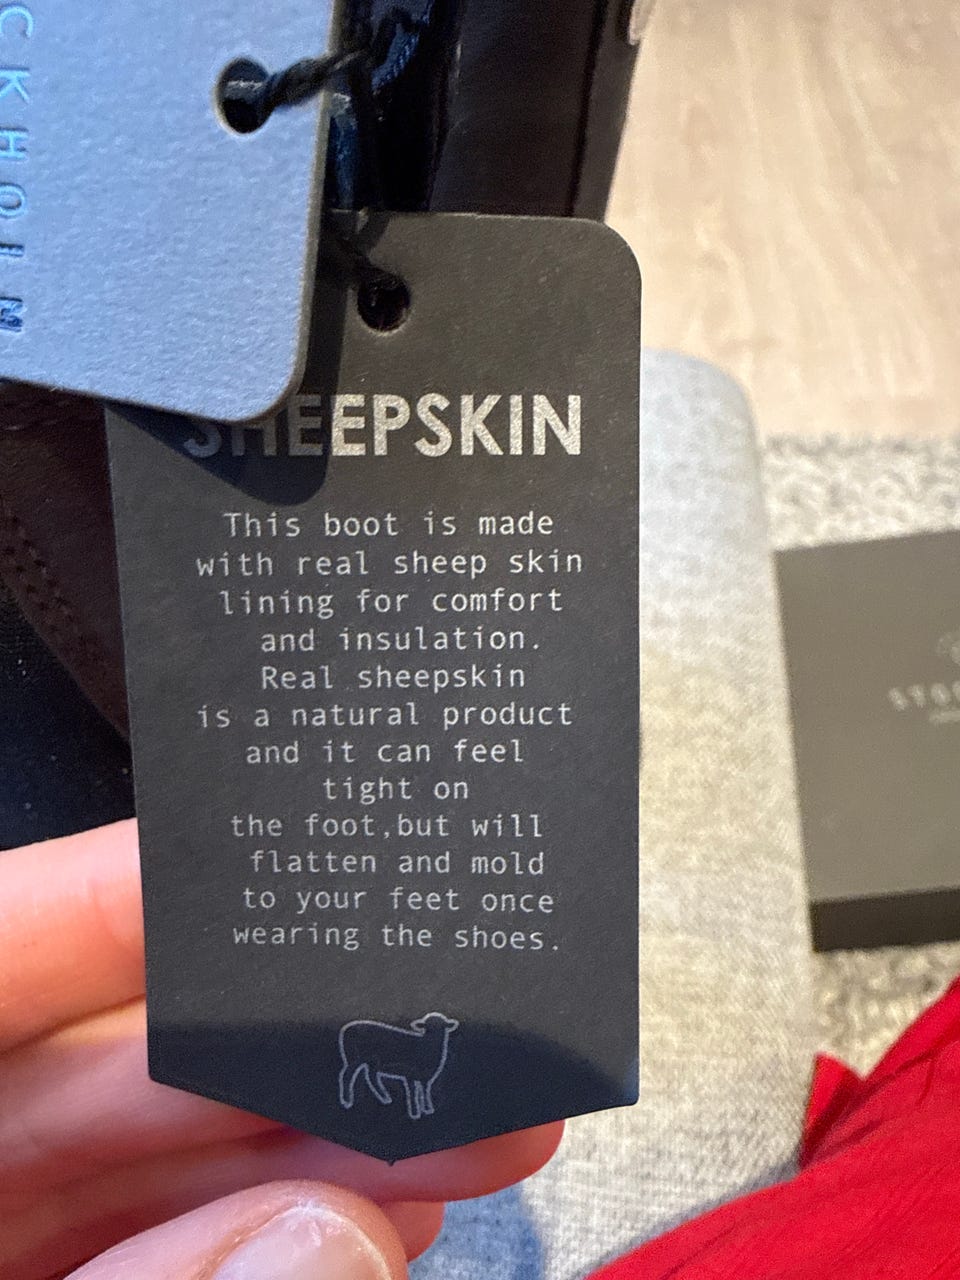 CKHOLM
SHEEPSKIN
This boot is made
with real sheep skin
lining for comfort
and insulation.
Real sheepskin
is a natural product
and it can feel
tight on
the foot,but will
flatten and mold
to your feet once
wearing the shoes.